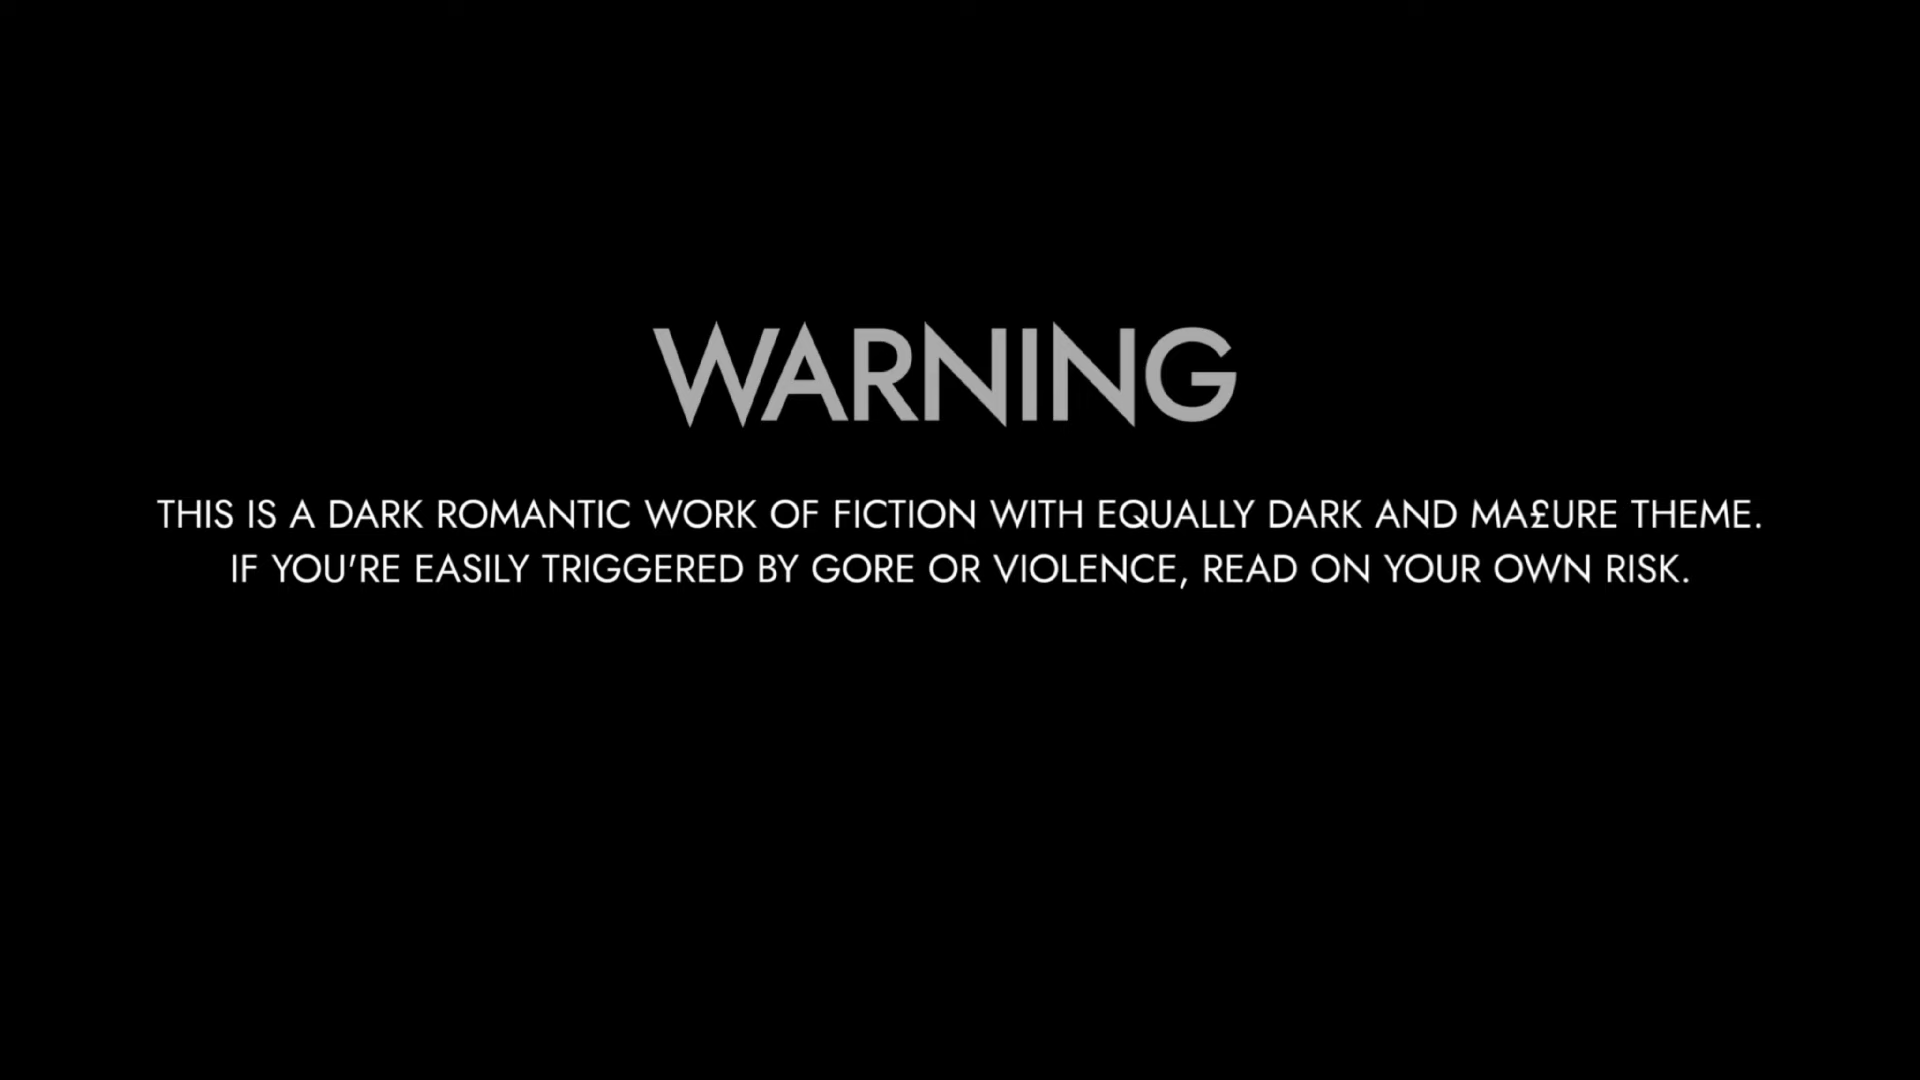 WARNING
THIS IS A DARK ROMANTIC WORK OF FICTION WITH EQUALLY DARK AND MA£URE THEME.
IF YOU'RE EASILY TRIGGERED BY GORE OR VIOLENCE, READ ON YOUR OWN RISK.